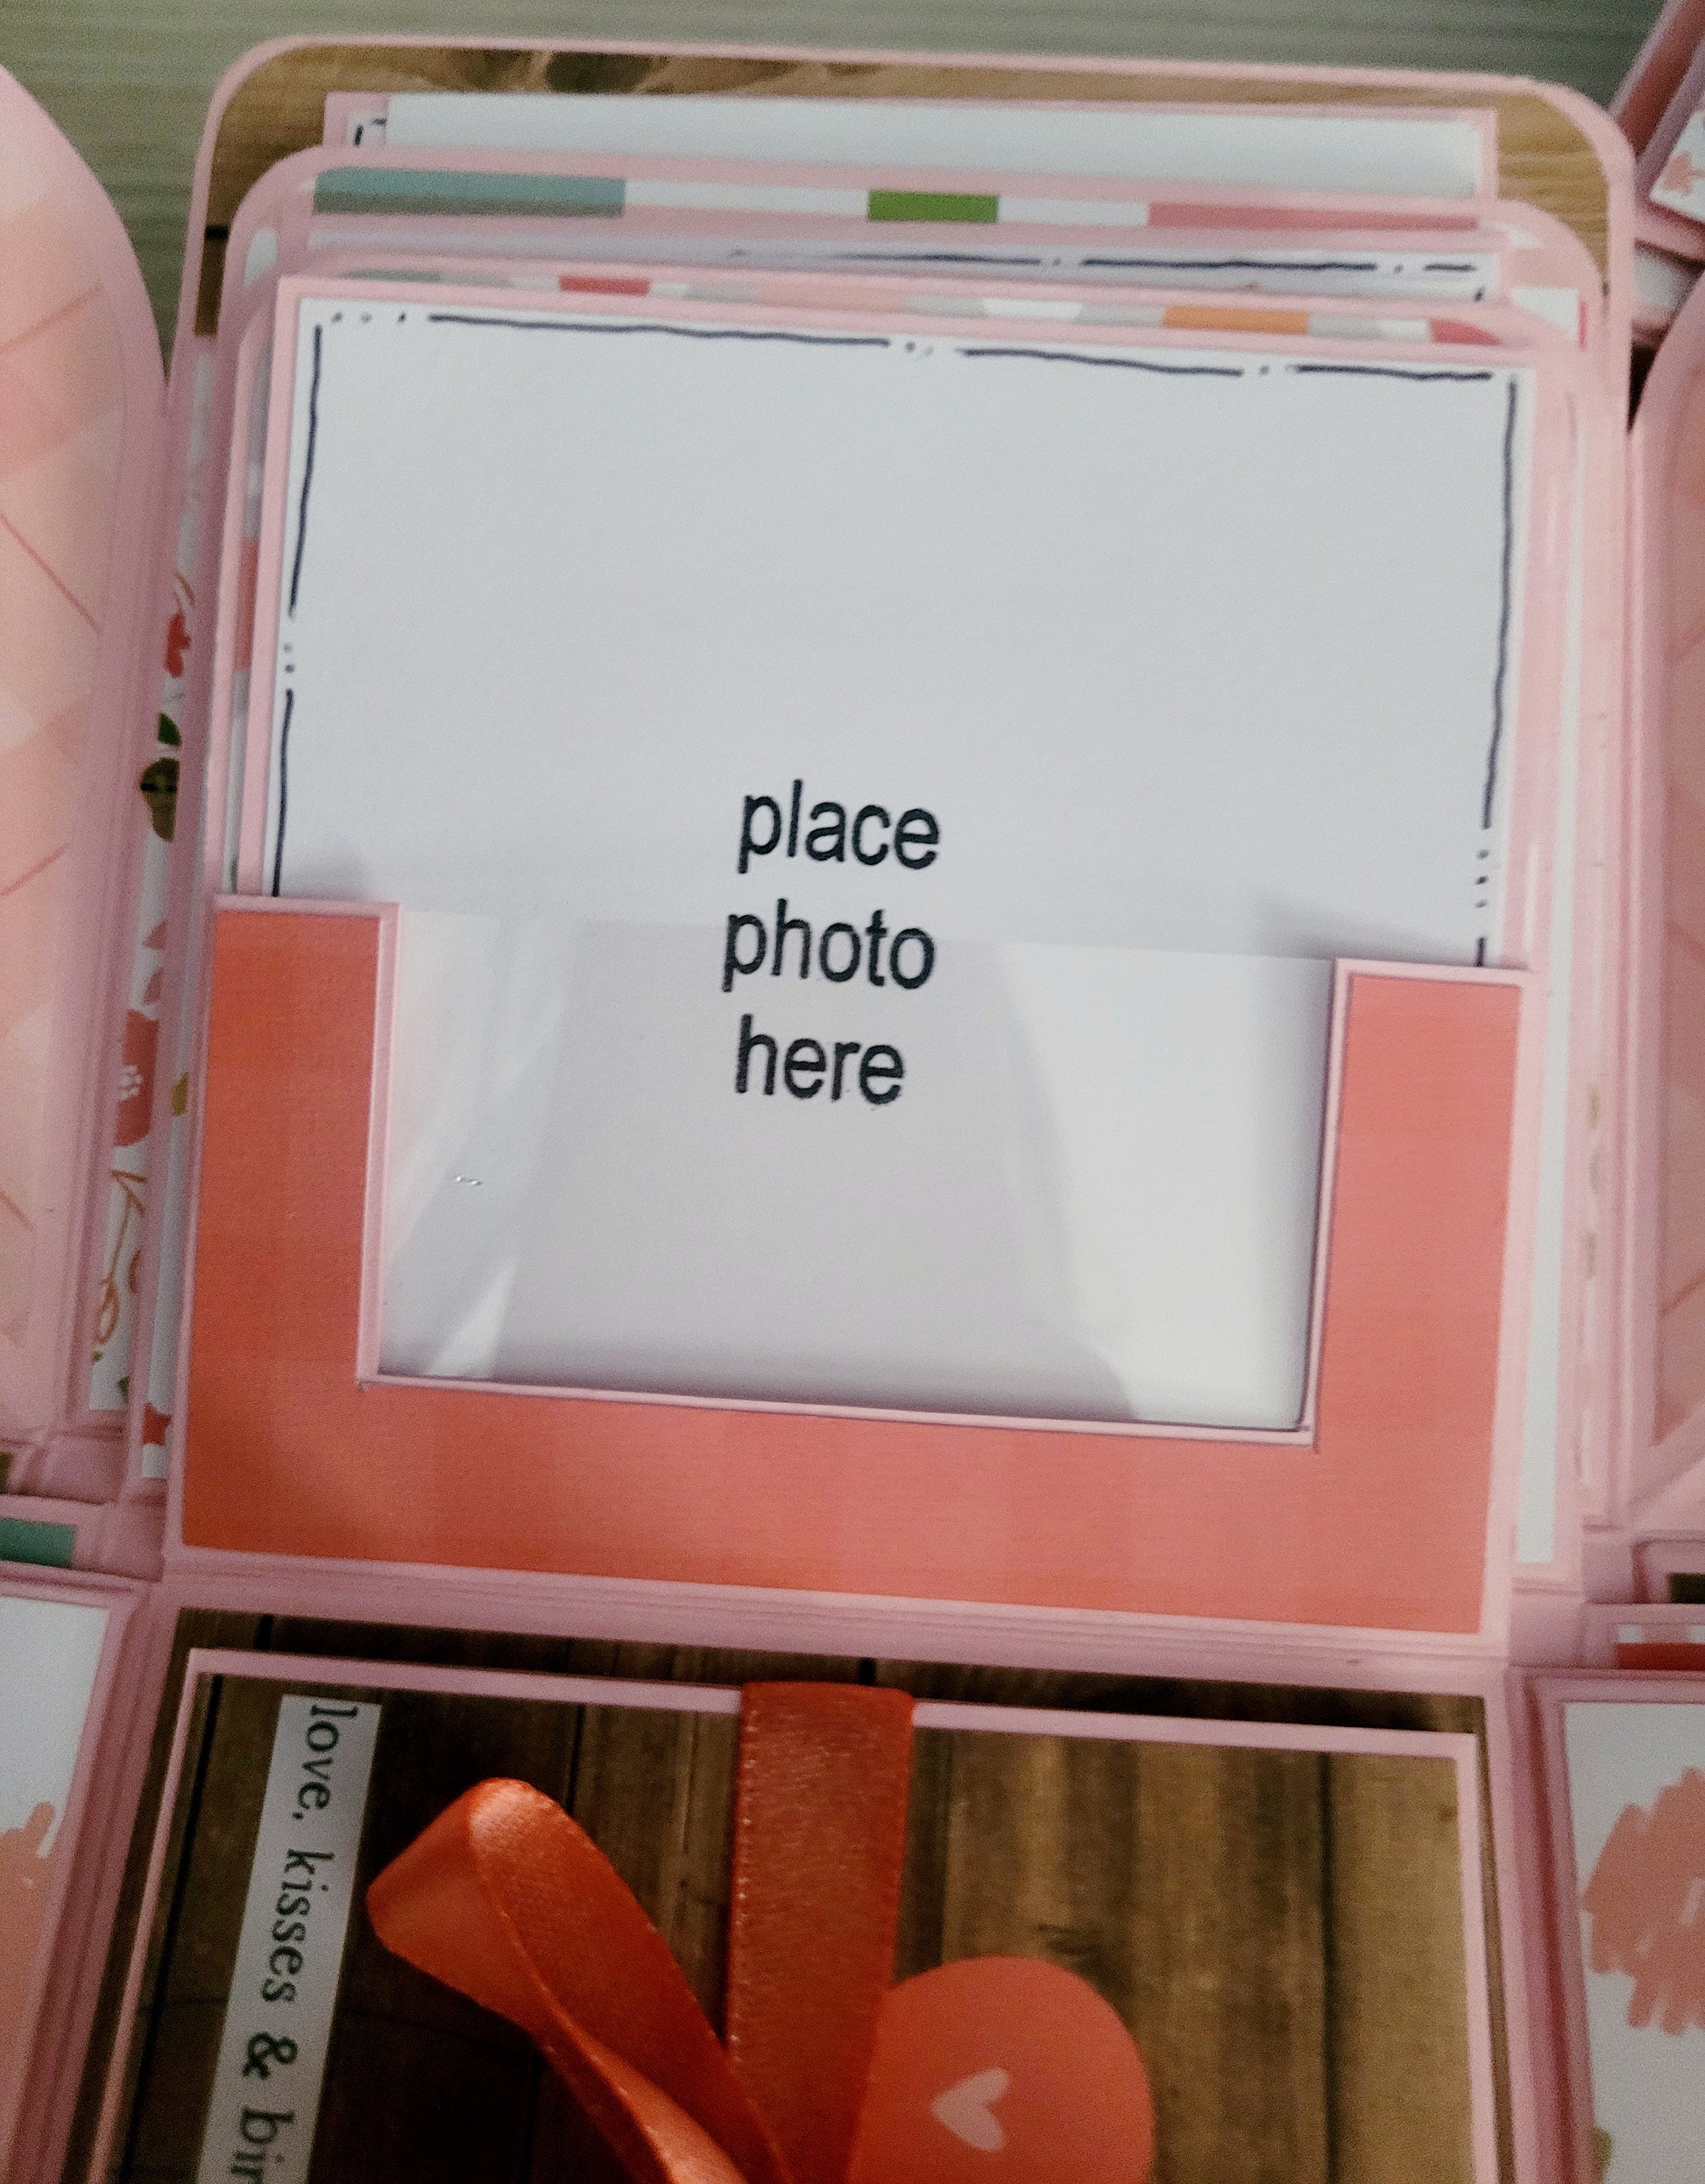 place
photo
here
love, kisses &